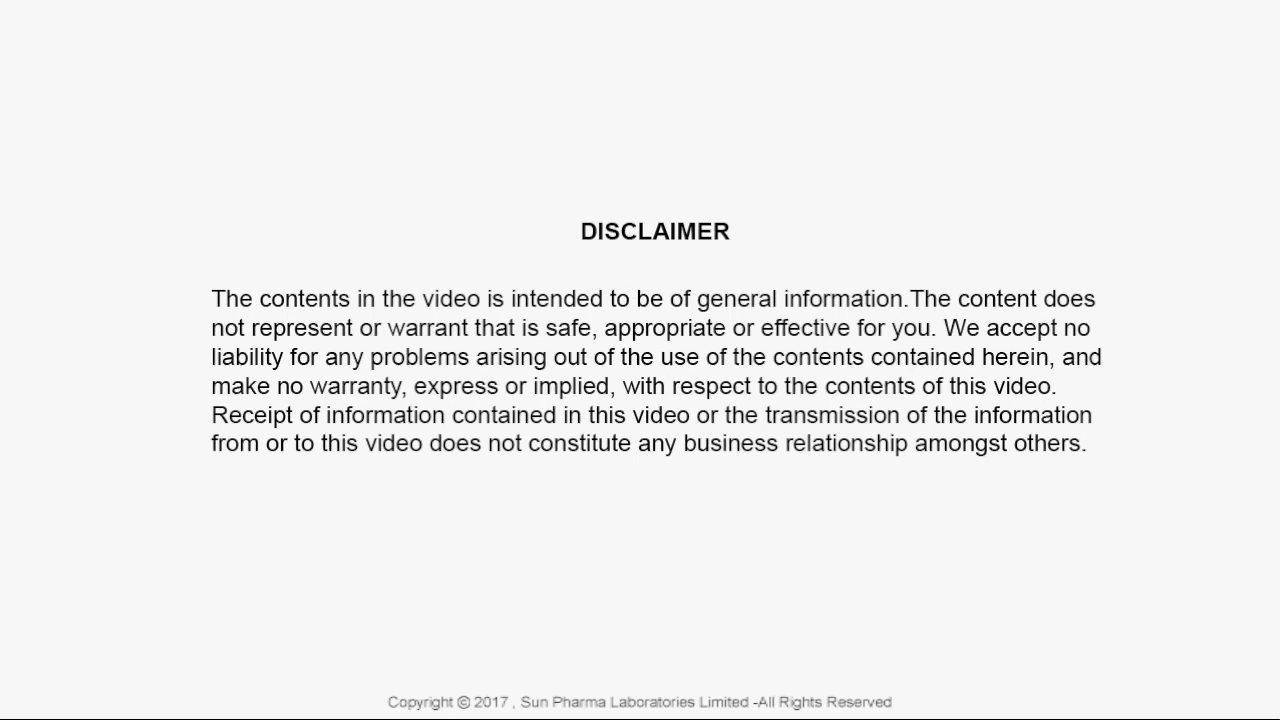 DISCLAIMER
The contents in the video is intended to be of general information.The content does
not represent or warrant that is safe, appropriate or effective for you. We accept no
liability for any problems arising out of the use of the contents contained herein, and
make no warranty, express or implied, with respect to the contents of this video.
Receipt of information contained in this video or the transmission of the information
from or to this video does not constitute any business relationship amongst others.
Copyright © 2017 , Sun Pharma Laboratories Limited -All Rights Reserved